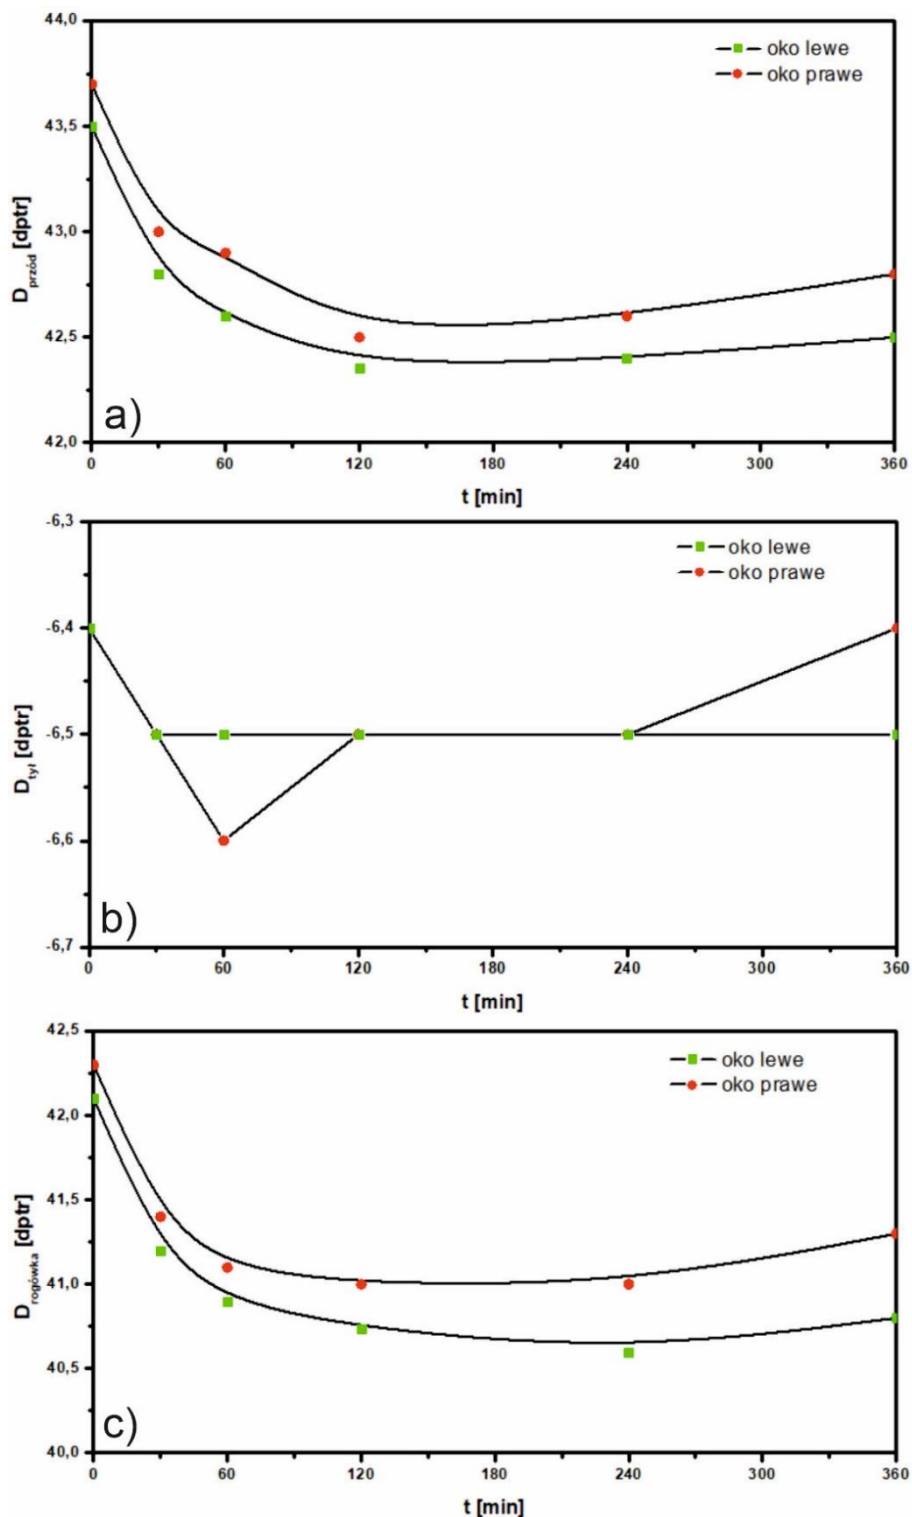 44,0
oko lewe
oko prawe
43,5
43,0
42,5
42,0
D przód [dptr]
a)
0 60 120 180 240 300 360
t [min]
-6,3
oko lewe
oko prawe
-6,4
-6,5
-6,6
-6,7
D tył [dptr]
b)
0 60 120 180 240 300 360
t [min]
42,5
oko lewe
oko prawe
42,0
41,5
41,0
40,5
40,0
D rogówka [dptr]
c)
0 60 120 180 240 300 360
t [min]